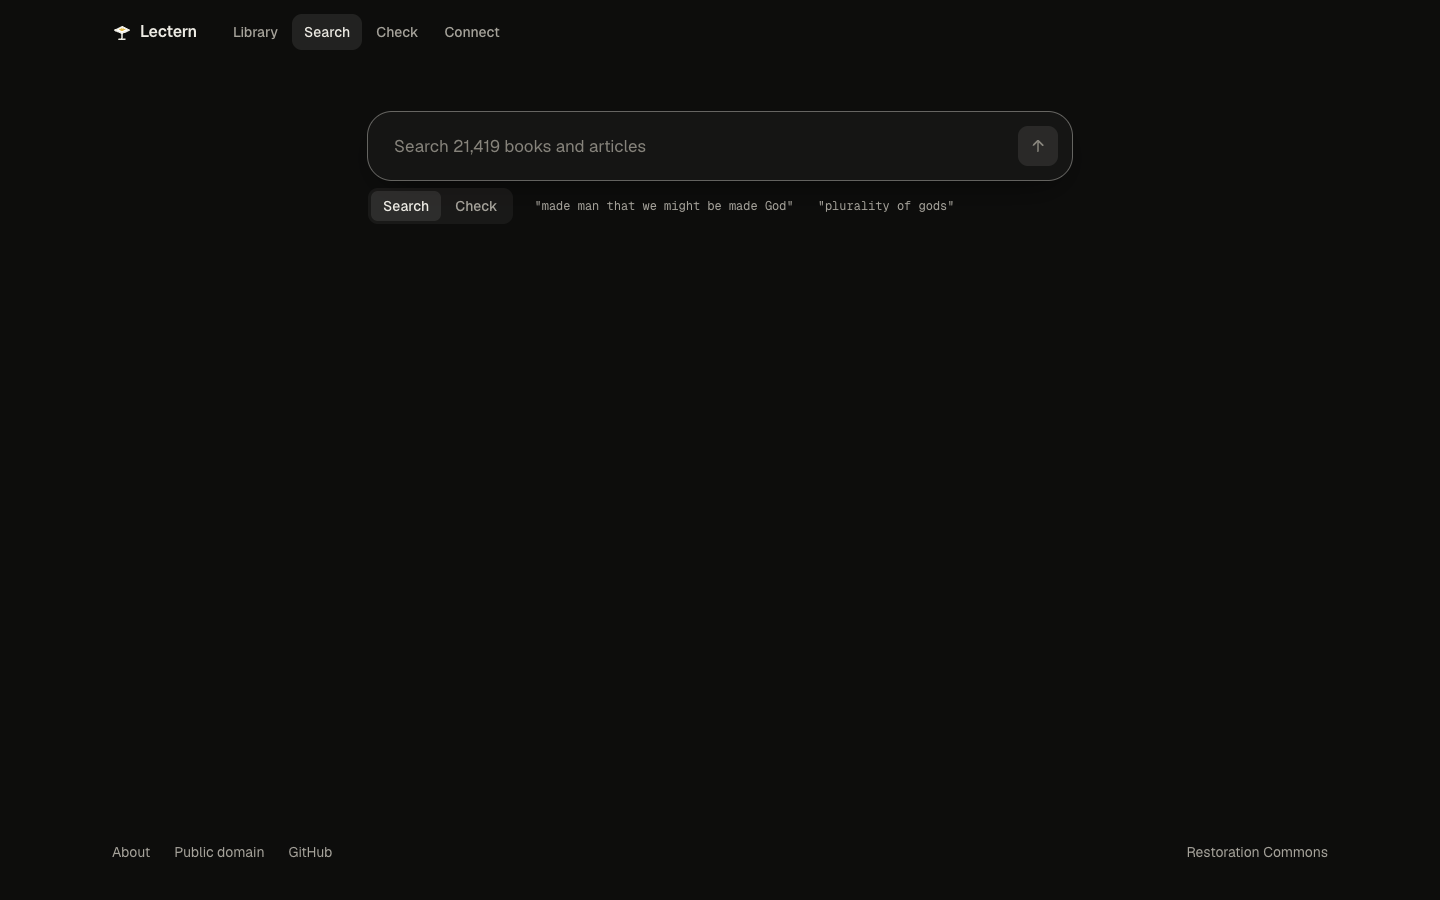 Lectern
Library
Search
Check
Connect
Search 21,419 books and articles
Search
Check
"made man that we might be made God"
"plurality of gods"
About
Public domain
GitHub
Restoration Commons